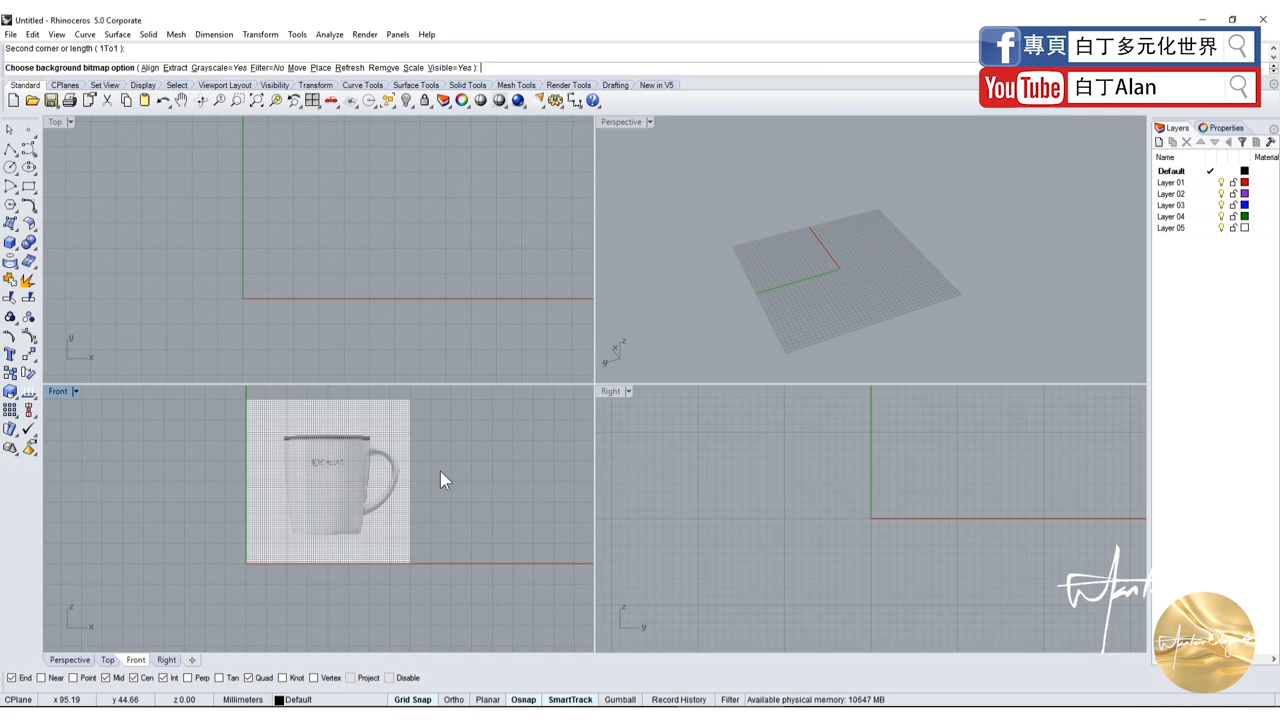 Untitled - Rhinoceros 5.0 Corporate
File Edit View Curve Surface Solid Mesh Dimension Transform Tools Analyze Render Panels Help
Second corner or length ( 1To1 ):
Choose background bitmap option ( Align Extract Grayscale=Yes Filter=No Move Place Refresh Remove Scale Visible=Yes ):
專頁 白丁多元化世界
YouTube 白丁Alan
Standard CPlanes Set View Display Select Viewport Layout Visibility Transform Curve Tools Surface Tools Solid Tools Mesh Tools Render Tools Drafting New in V5
Top
Perspective
Layers Properties
Name Material
Default
Layer 01
Layer 02
Layer 03
Layer 04
Layer 05
y
x
z
x
y
Front
Right
z
x
z
y
Perspective Top Front Right
End Near Point Mid Cen Int Perp Tan Quad Knot Vertex Project Disable
CPlane x 95.19 y 44.66 z 0.00 Millimeters Default Grid Snap Ortho Planar Osnap SmartTrack Gumball Record History Filter Available physical memory: 10647 MB